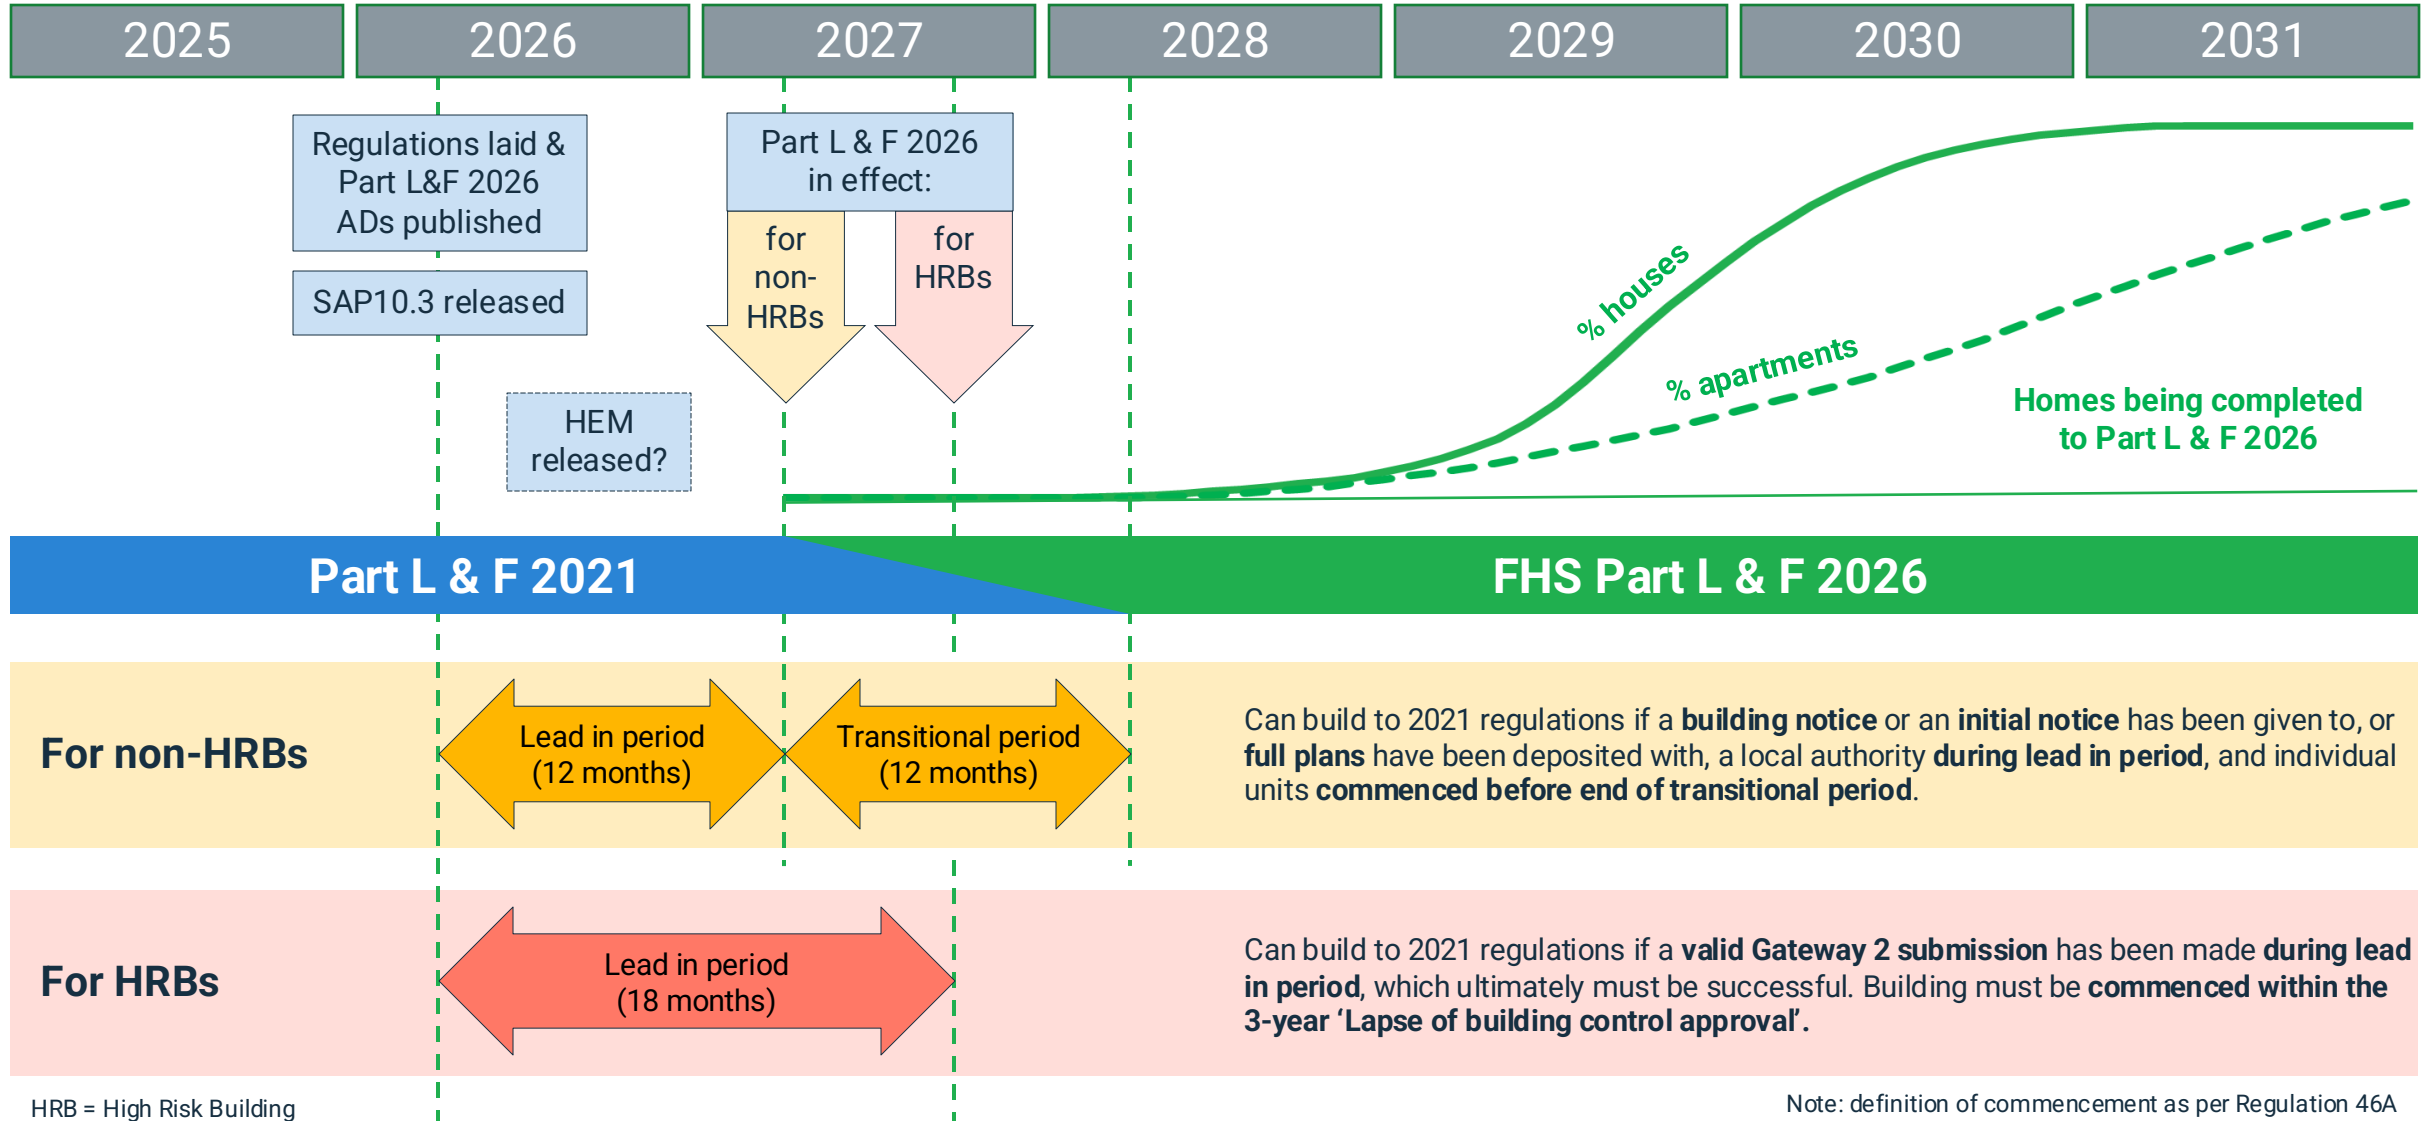 2025
2026
2027
2028
2029
2030
2031
Regulations laid &
Part L&F 2026
ADs published
SAP10.3 released
HEM
released?
Part L & F 2026
in effect:
for
non-
HRBs
for
HRBs
% houses
% apartments
Homes being completed
to Part L & F 2026
Part L & F 2021
FHS Part L & F 2026
For non-HRBs
Lead in period
(12 months)
Transitional period
(12 months)
Can build to 2021 regulations if a building notice or an initial notice has been given to, or
full plans have been deposited with, a local authority during lead in period, and individual
units commenced before end of transitional period.
For HRBs
Lead in period
(18 months)
Can build to 2021 regulations if a valid Gateway 2 submission has been made during lead
in period, which ultimately must be successful. Building must be commenced within the
3-year ‘Lapse of building control approval’.
HRB = High Risk Building
Note: definition of commencement as per Regulation 46A